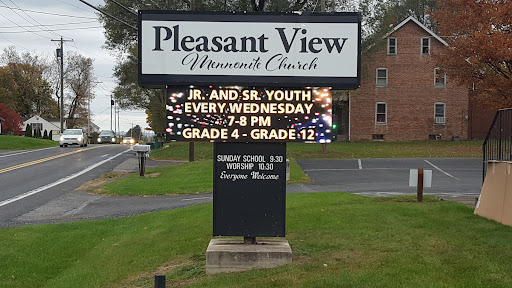 Pleasant View
Mennonite Church
JR. AND SR. YOUTH
EVERY WEDNESDAY
7-8 PM
GRADE 4 - GRADE 12
SUNDAY SCHOOL 9:30
WORSHIP 10:30
Everyone Welcome